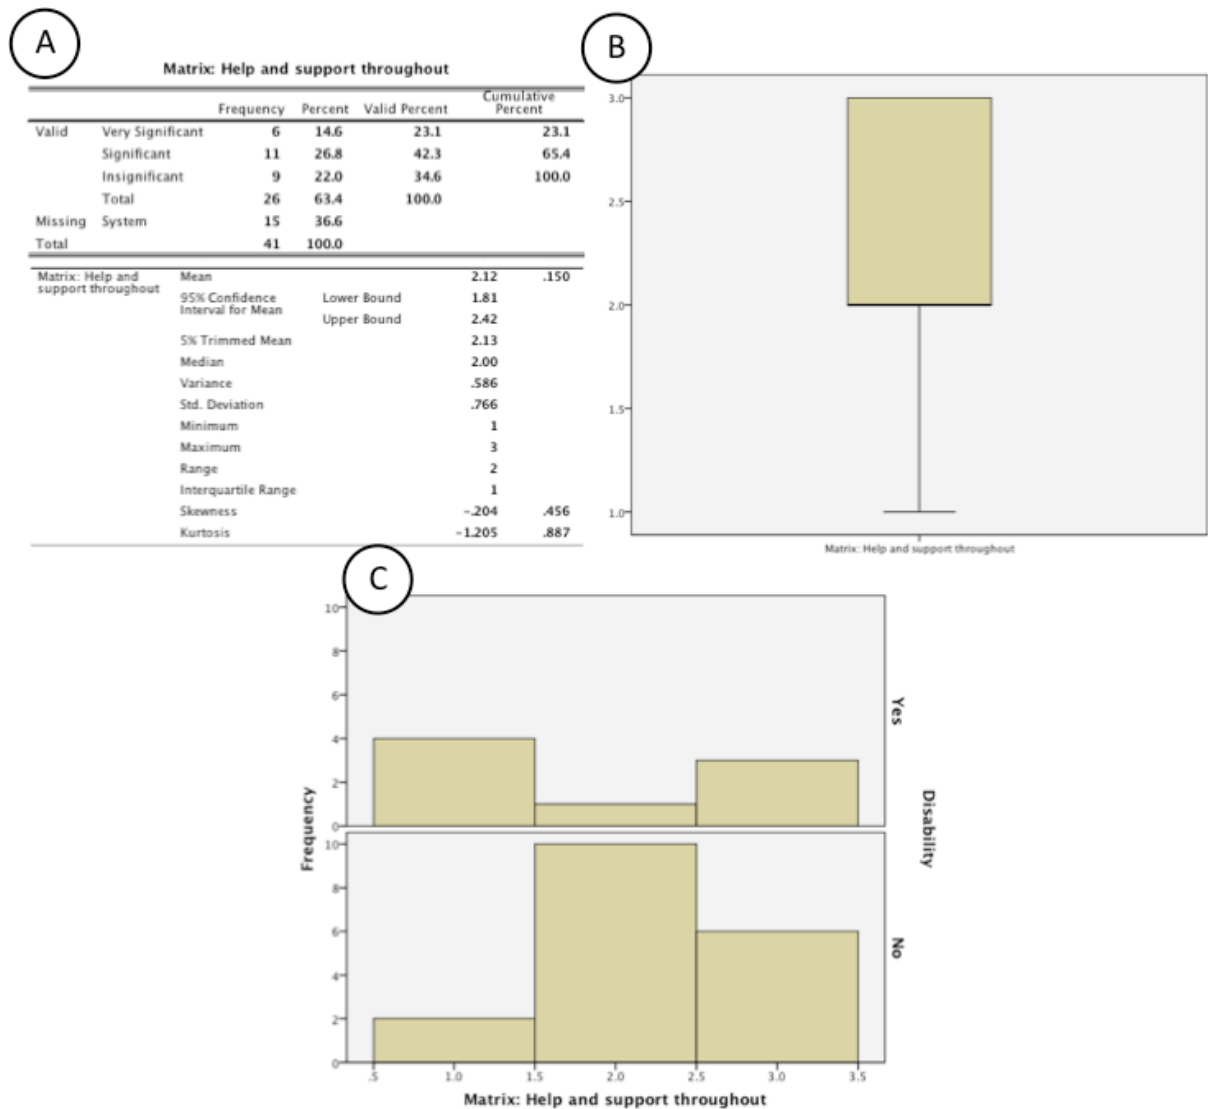 A
Matrix: Help and support throughout
Frequency Percent Valid Percent Cumulative Percent
Valid Very Significant 6 14.6 23.1 23.1
Significant 11 26.8 42.3 65.4
Insignificant 9 22.0 34.6 100.0
Total 26 63.4 100.0
Missing System 15 36.6
Total 41 100.0
Matrix: Help and support throughout Mean 2.12 .150
95% Confidence Interval for Mean Lower Bound 1.81
Upper Bound 2.42
5% Trimmed Mean 2.13
Median 2.00
Variance .586
Std. Deviation .766
Minimum 1
Maximum 3
Range 2
Interquartile Range 1
Skewness -.204 .456
Kurtosis -1.205 .887
B
3.0
2.5
2.0
1.5
1.0
Matrix: Help and support throughout
C
10
8
6
4
2
0
Yes
10
8
6
4
2
0
No
Frequency
Disability
.5 1.0 1.5 2.0 2.5 3.0 3.5
Matrix: Help and support throughout